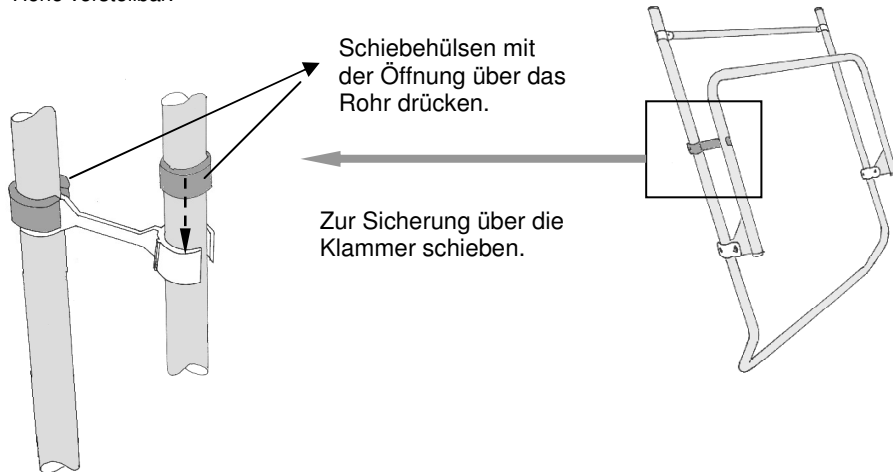 Schiebehülsen mit
der Öffnung über das
Rohr drücken.
Zur Sicherung über die
Klammer schieben.